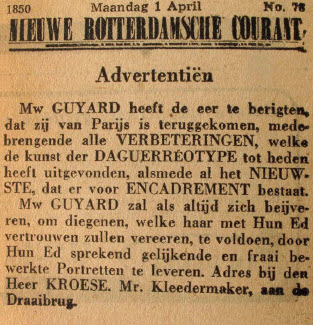 1850 Maandag 1 April No. 78
NIEUWE ROTTERDAMSCHE COURANT.
Advertentiën
Mw GUYARD heeft de eer te berigten,
dat zij van Parijs is teruggekomen, mede-
brengende alle VERBETERINGEN, welke
de kunst der DAGUERRÉOTYPE tot heden
heeft uitgevonden, alsmede al het NIEUW-
STE, dat er voor ENCADREMENT bestaat.
Mw GUYARD zal als altijd zich beijve-
ren, om diegenen, welke haar met Hun Ed
vertrouwen zullen vereeren, te voldoen, door
Hun Ed sprekend gelijkende en fraai be-
werkte Portretten te leveren. Adres bij den
Heer KROESE. Mr. Kleedermaker, aan de
Draaibrug.